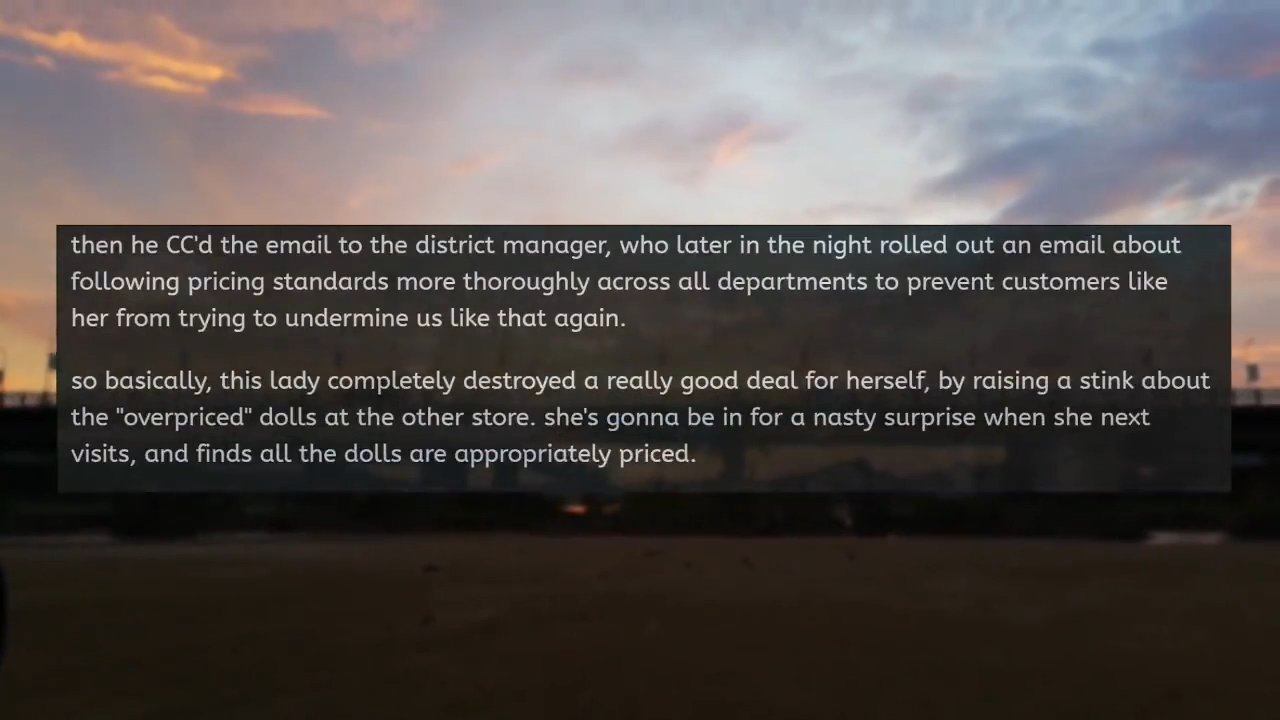 then he CC'd the email to the district manager, who later in the night rolled out an email about
following pricing standards more thoroughly across all departments to prevent customers like
her from trying to undermine us like that again.
so basically, this lady completely destroyed a really good deal for herself, by raising a stink about
the "overpriced" dolls at the other store. she's gonna be in for a nasty surprise when she next
visits, and finds all the dolls are appropriately priced.